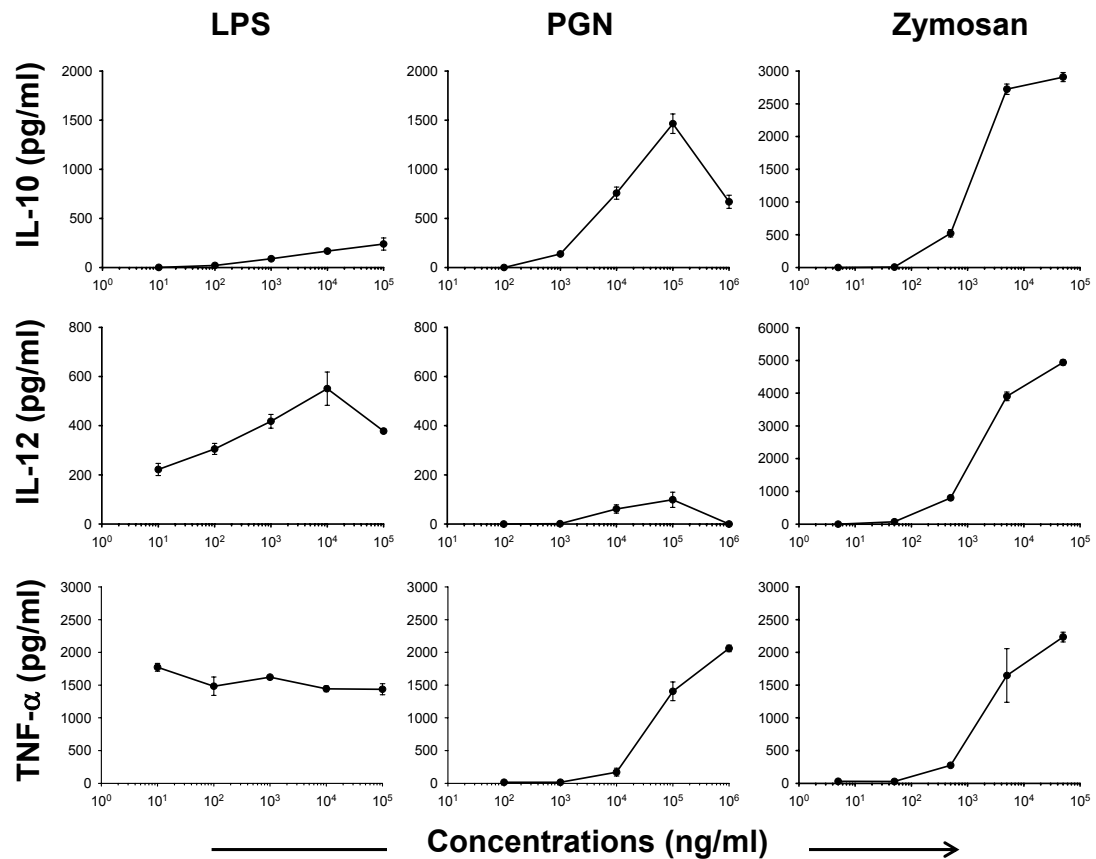 LPS PGN Zymosan
IL-10 (pg/ml)
2000 2000 3000
1500 1500 2500
2000
1000 1000 1500
500 500 1000
500
0 0 0
10⁰ 10¹ 10² 10³ 10⁴ 10⁵ 10¹ 10² 10³ 10⁴ 10⁵ 10⁶ 10⁰ 10¹ 10² 10³ 10⁴ 10⁵
IL-12 (pg/ml)
800 800 6000
5000
600 600 4000
400 400 3000
2000
200 200 1000
0 0 0
10⁰ 10¹ 10² 10³ 10⁴ 10⁵ 10¹ 10² 10³ 10⁴ 10⁵ 10⁶ 10⁰ 10¹ 10² 10³ 10⁴ 10⁵
TNF-α (pg/ml)
3000 3000 3000
2500 2500 2500
2000 2000 2000
1500 1500 1500
1000 1000 1000
500 500 500
0 0 0
10⁰ 10¹ 10² 10³ 10⁴ 10⁵ 10¹ 10² 10³ 10⁴ 10⁵ 10⁶ 10⁰ 10¹ 10² 10³ 10⁴ 10⁵
Concentrations (ng/ml)